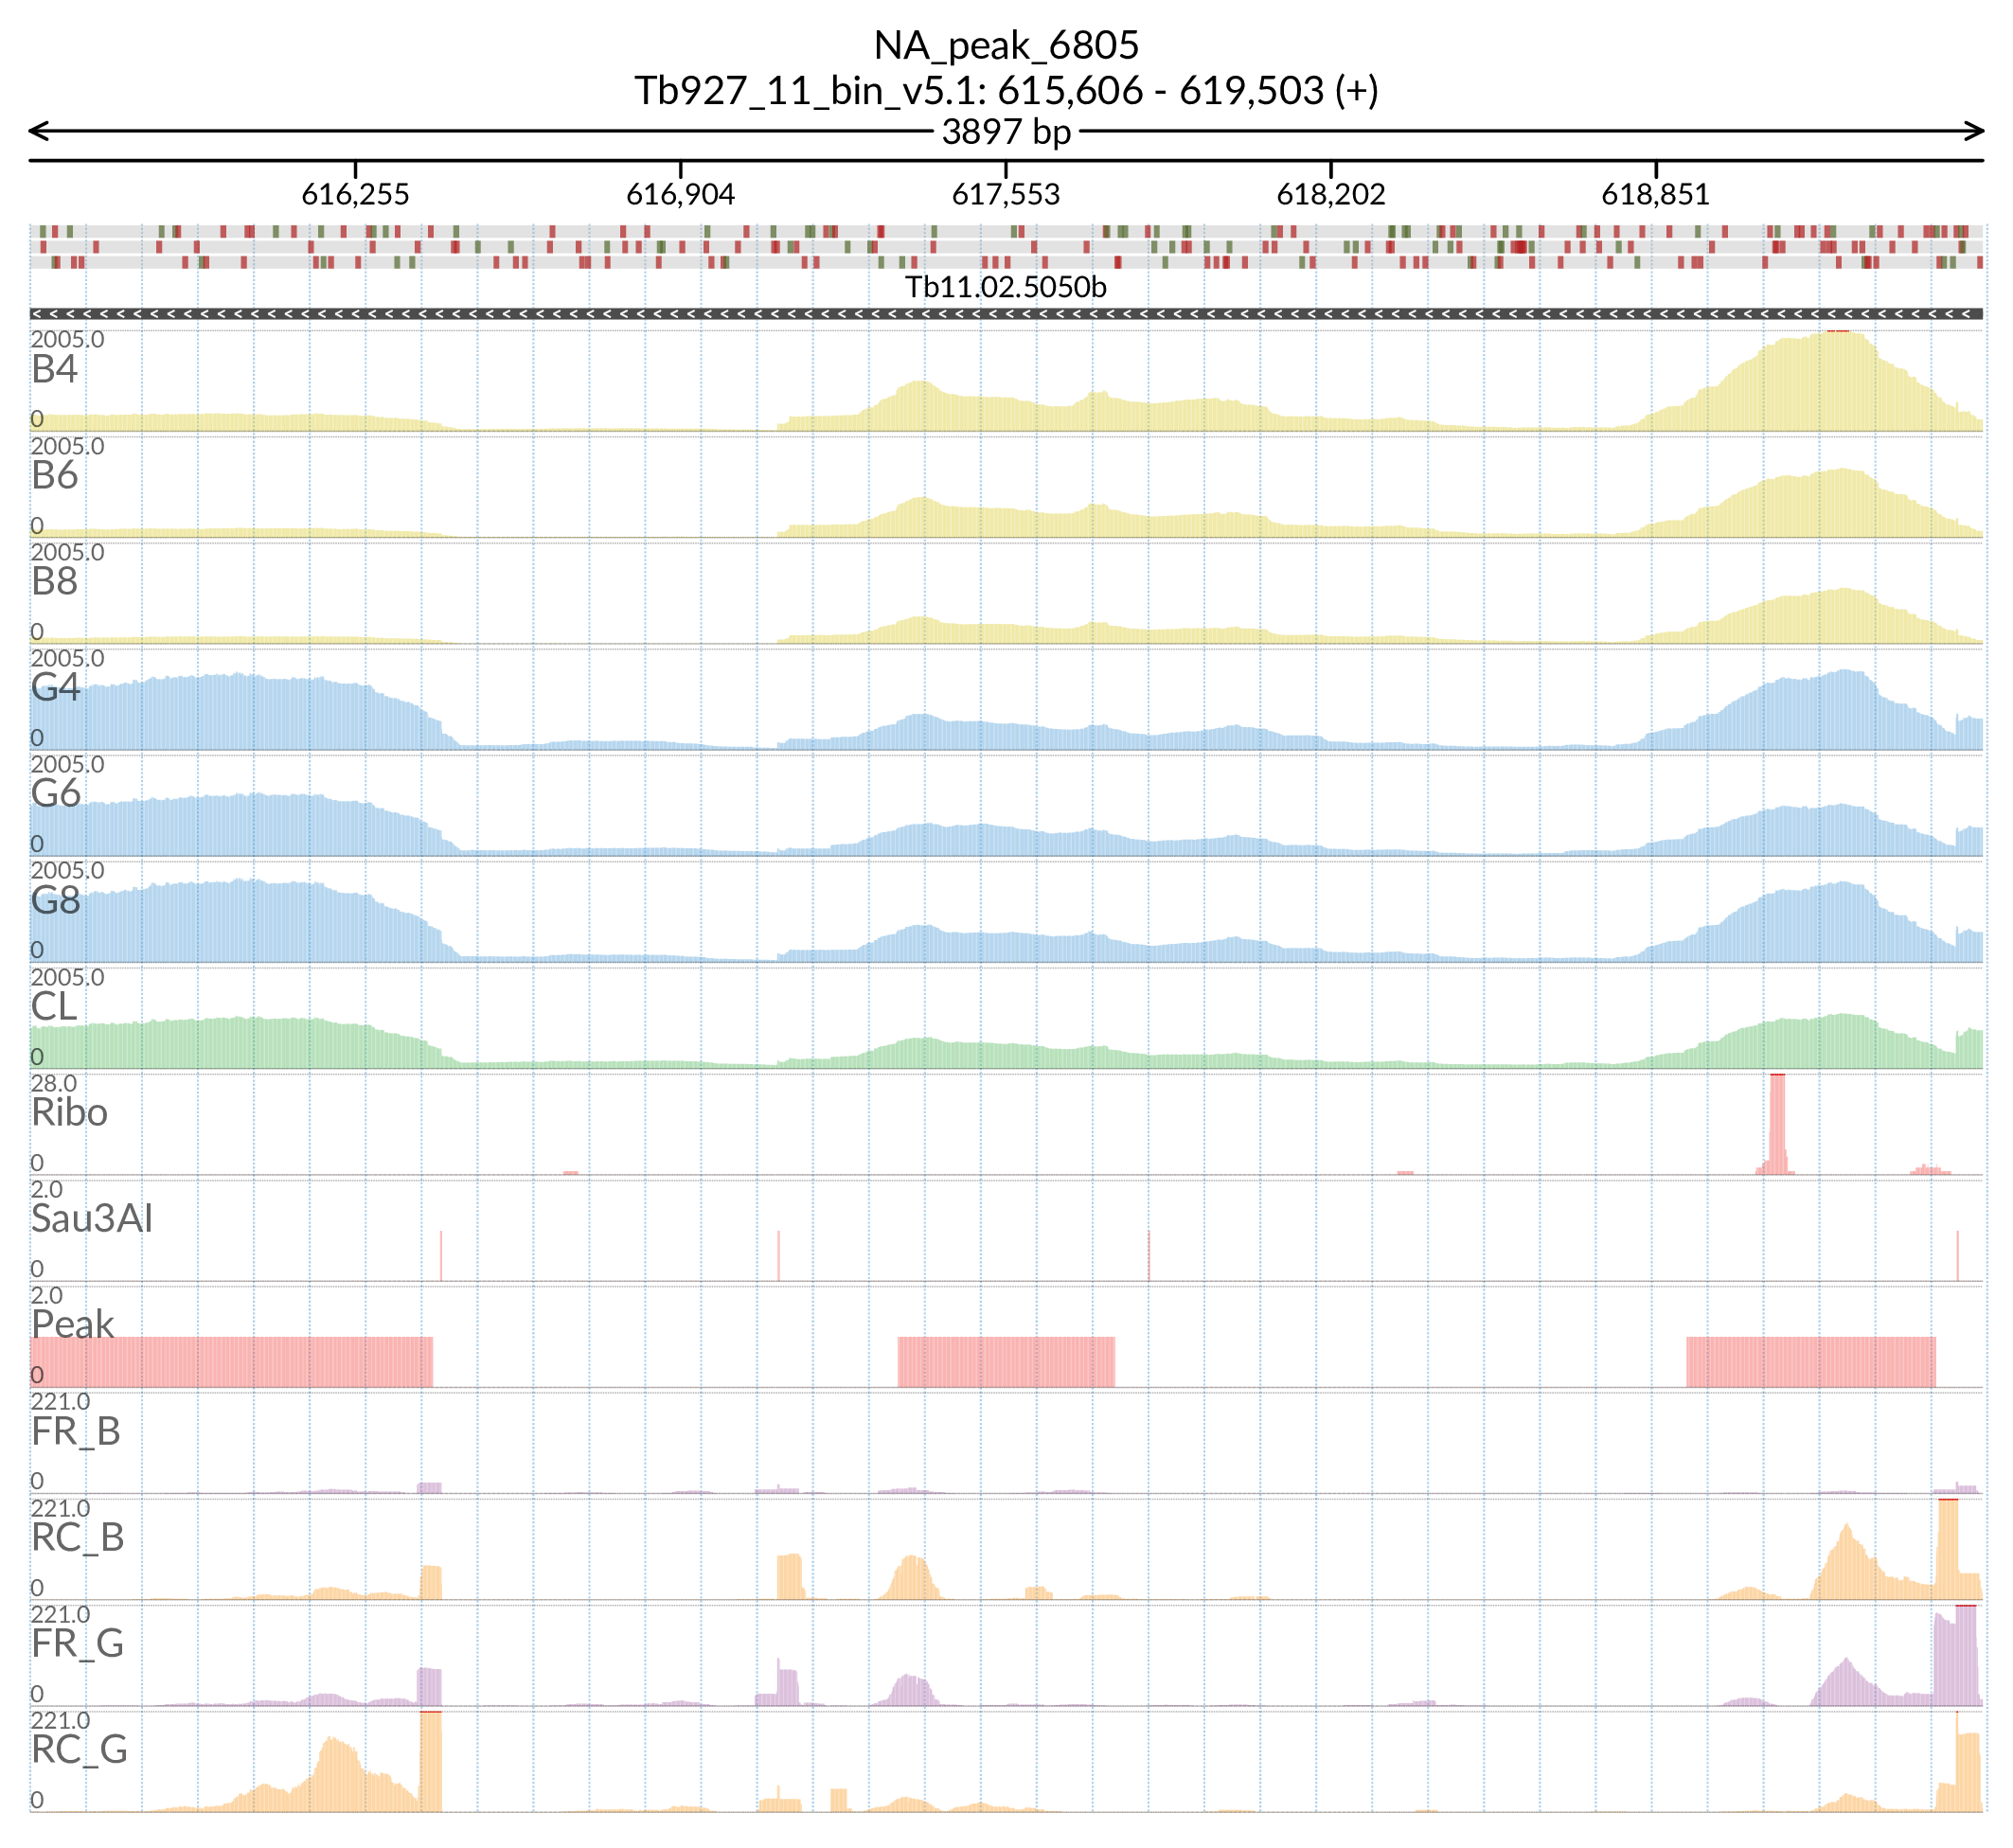 NA_peak_6805
Tb927_11_bin_v5.1: 615,606 - 619,503 (+)
3897 bp
616,255 616,904 617,553 618,202 618,851
Tb11.02.5050b
2005.0
B4
0
2005.0
B6
0
2005.0
B8
0
2005.0
G4
0
2005.0
G6
0
2005.0
G8
0
2005.0
CL
0
28.0
Ribo
0
2.0
Sau3AI
0
2.0
Peak
0
221.0
FR_B
0
221.0
RC_B
0
221.0
FR_G
0
221.0
RC_G
0